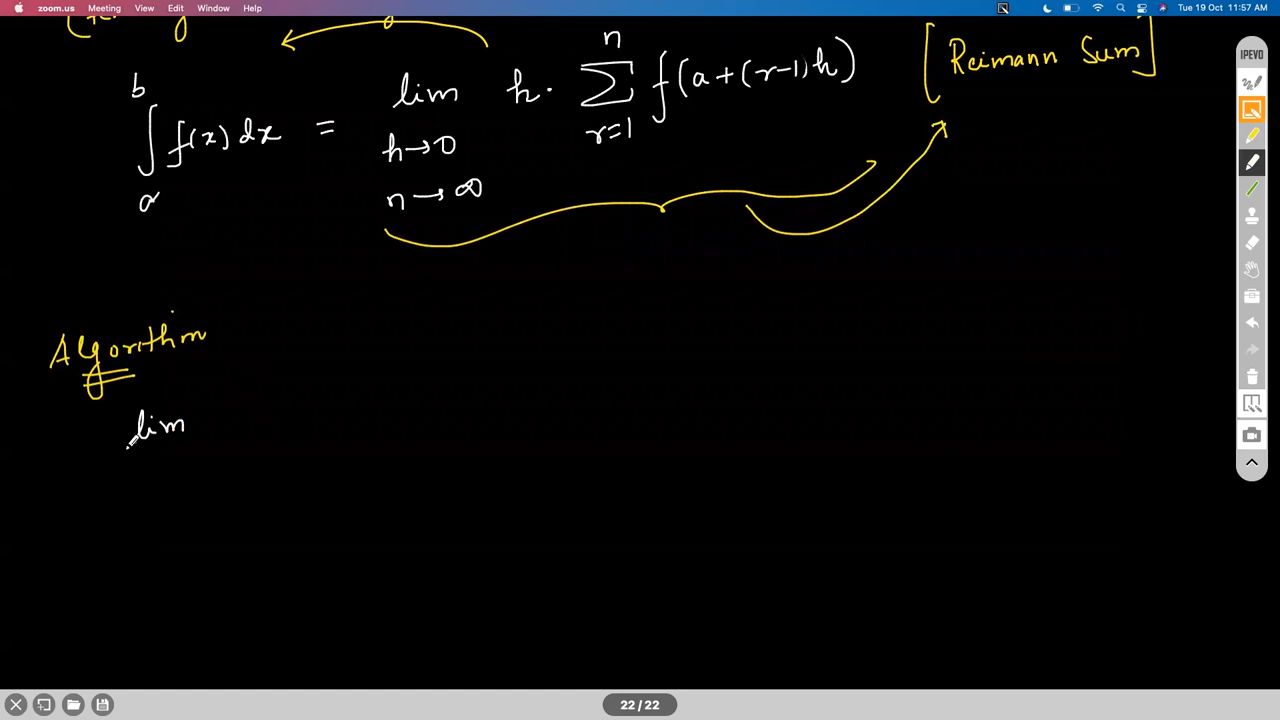 zoom.us Meeting View Edit Window Help Tue 19 Oct 11:57 AM
IPEVO
b
∫ f(x) dx = lim h. Σ f(a+(r-1)h) [Reimann Sum]
a
n
r=1
h→0
n→∞
Algorithm
lim
22 / 22